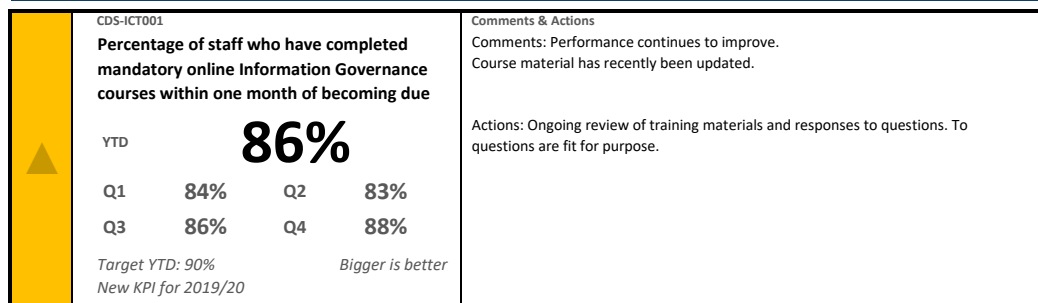 CDS-ICT001
Percentage of staff who have completed
mandatory online Information Governance
courses within one month of becoming due
YTD 86%
Q1 84% Q2 83%
Q3 86% Q4 88%
Target YTD: 90% Bigger is better
New KPI for 2019/20
Comments & Actions
Comments: Performance continues to improve.
Course material has recently been updated.
Actions: Ongoing review of training materials and responses to questions. To
questions are fit for purpose.